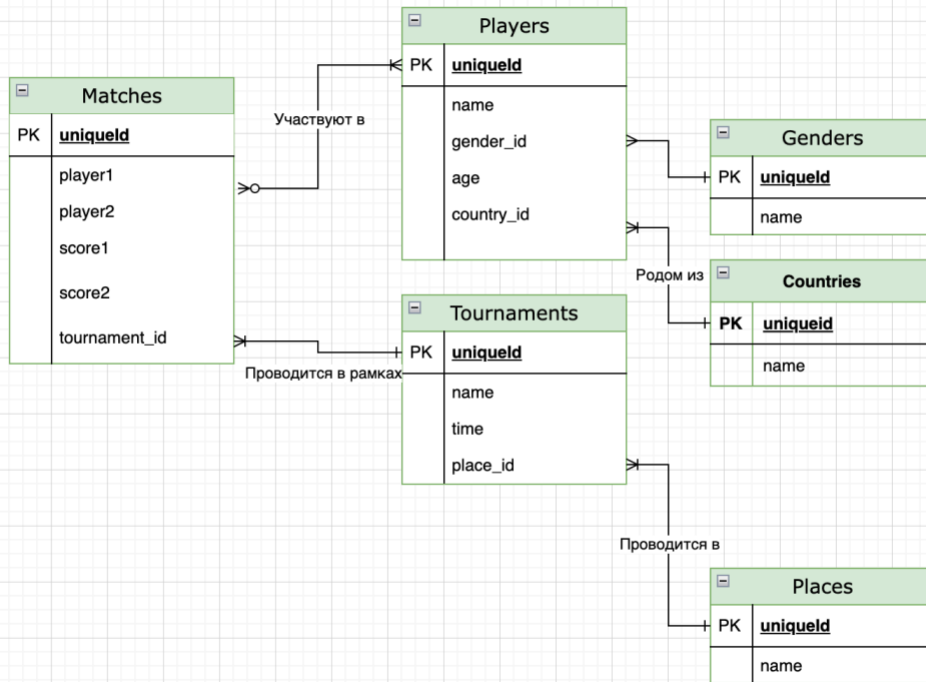 Players
PK uniqueId
name
gender_id
age
country_id
Matches
PK uniqueId
player1
player2
score1
score2
tournament_id
Участвуют в
Genders
PK uniqueId
name
Родом из
Countries
PK uniqueid
name
Tournaments
PK uniqueId
name
time
place_id
Проводится в рамках
Проводится в
Places
PK uniqueId
name